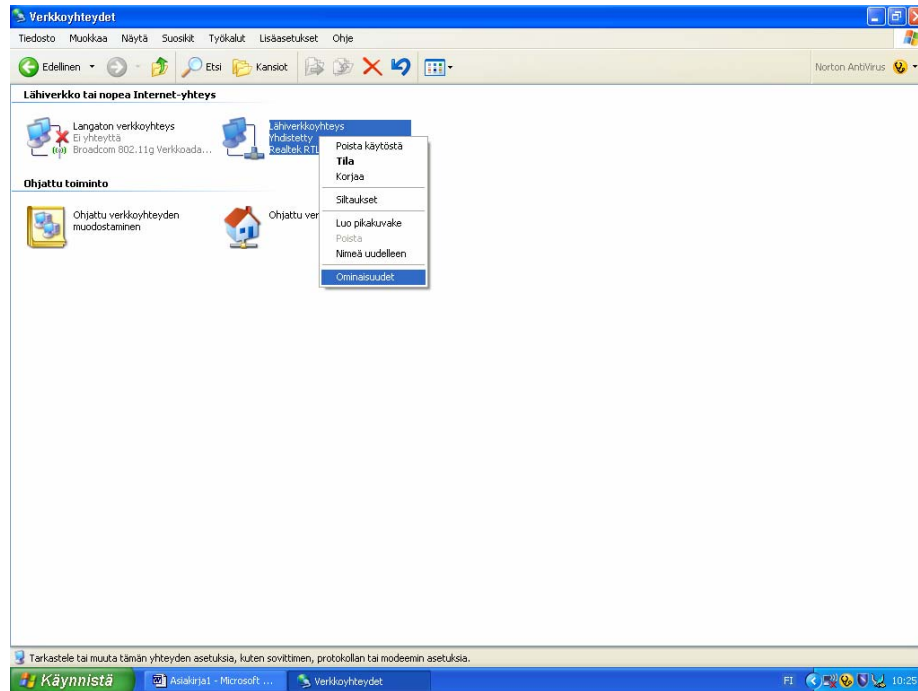 Verkkoyhteydet
Tiedosto Muokkaa Näytä Suosikit Työkalut Lisäasetukset Ohje
Edellinen Etsi Kansiot Norton AntiVirus
Lähiverkko tai nopea Internet-yhteys
Langaton verkkoyhteys
Ei yhteyttä
Broadcom 802.11g Verkkoada...
Lähiverkkoyhteys
Yhdistetty
Realtek RTL
Poista käytöstä
Tila
Korjaa
Siltaukset
Luo pikakuvake
Poista
Nimeä uudelleen
Ominaisuudet
Ohjattu toiminto
Ohjattu verkkoyhteyden
muodostaminen
Ohjattu ver
Tarkastele tai muuta tämän yhteyden asetuksia, kuten sovittimen, protokollan tai modeemin asetuksia.
Käynnistä Asiakirja1 - Microsoft ... Verkkoyhteydet FI 10:25